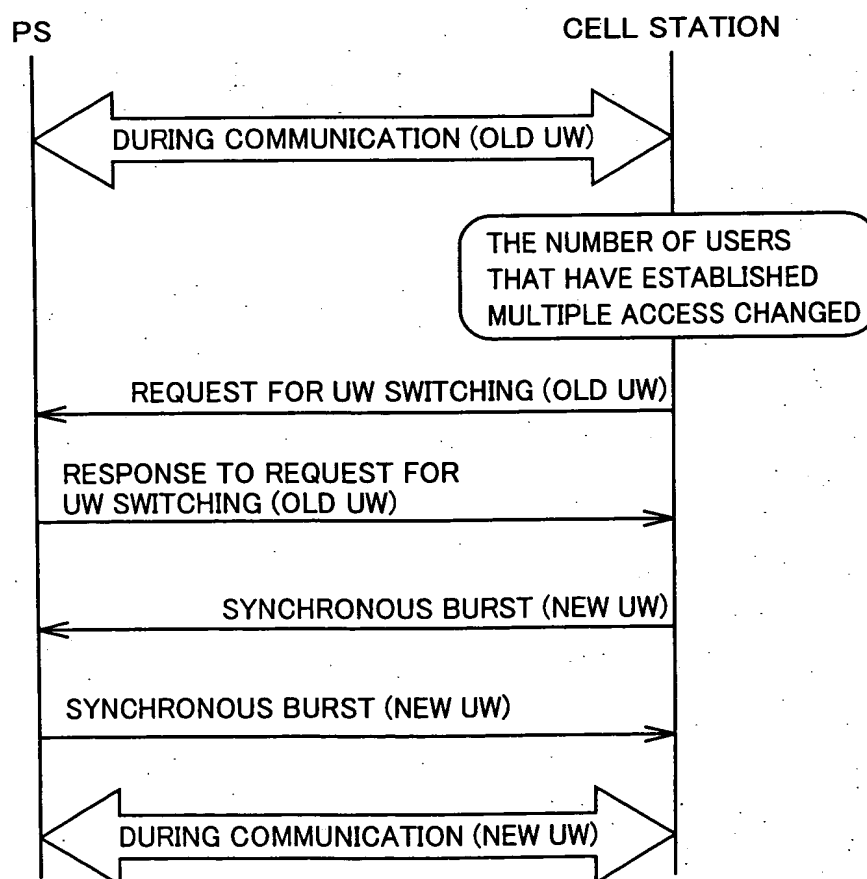 PS
CELL STATION
DURING COMMUNICATION (OLD UW)
THE NUMBER OF USERS
THAT HAVE ESTABLISHED
MULTIPLE ACCESS CHANGED
REQUEST FOR UW SWITCHING (OLD UW)
RESPONSE TO REQUEST FOR
UW SWITCHING (OLD UW)
SYNCHRONOUS BURST (NEW UW)
SYNCHRONOUS BURST (NEW UW)
DURING COMMUNICATION (NEW UW)